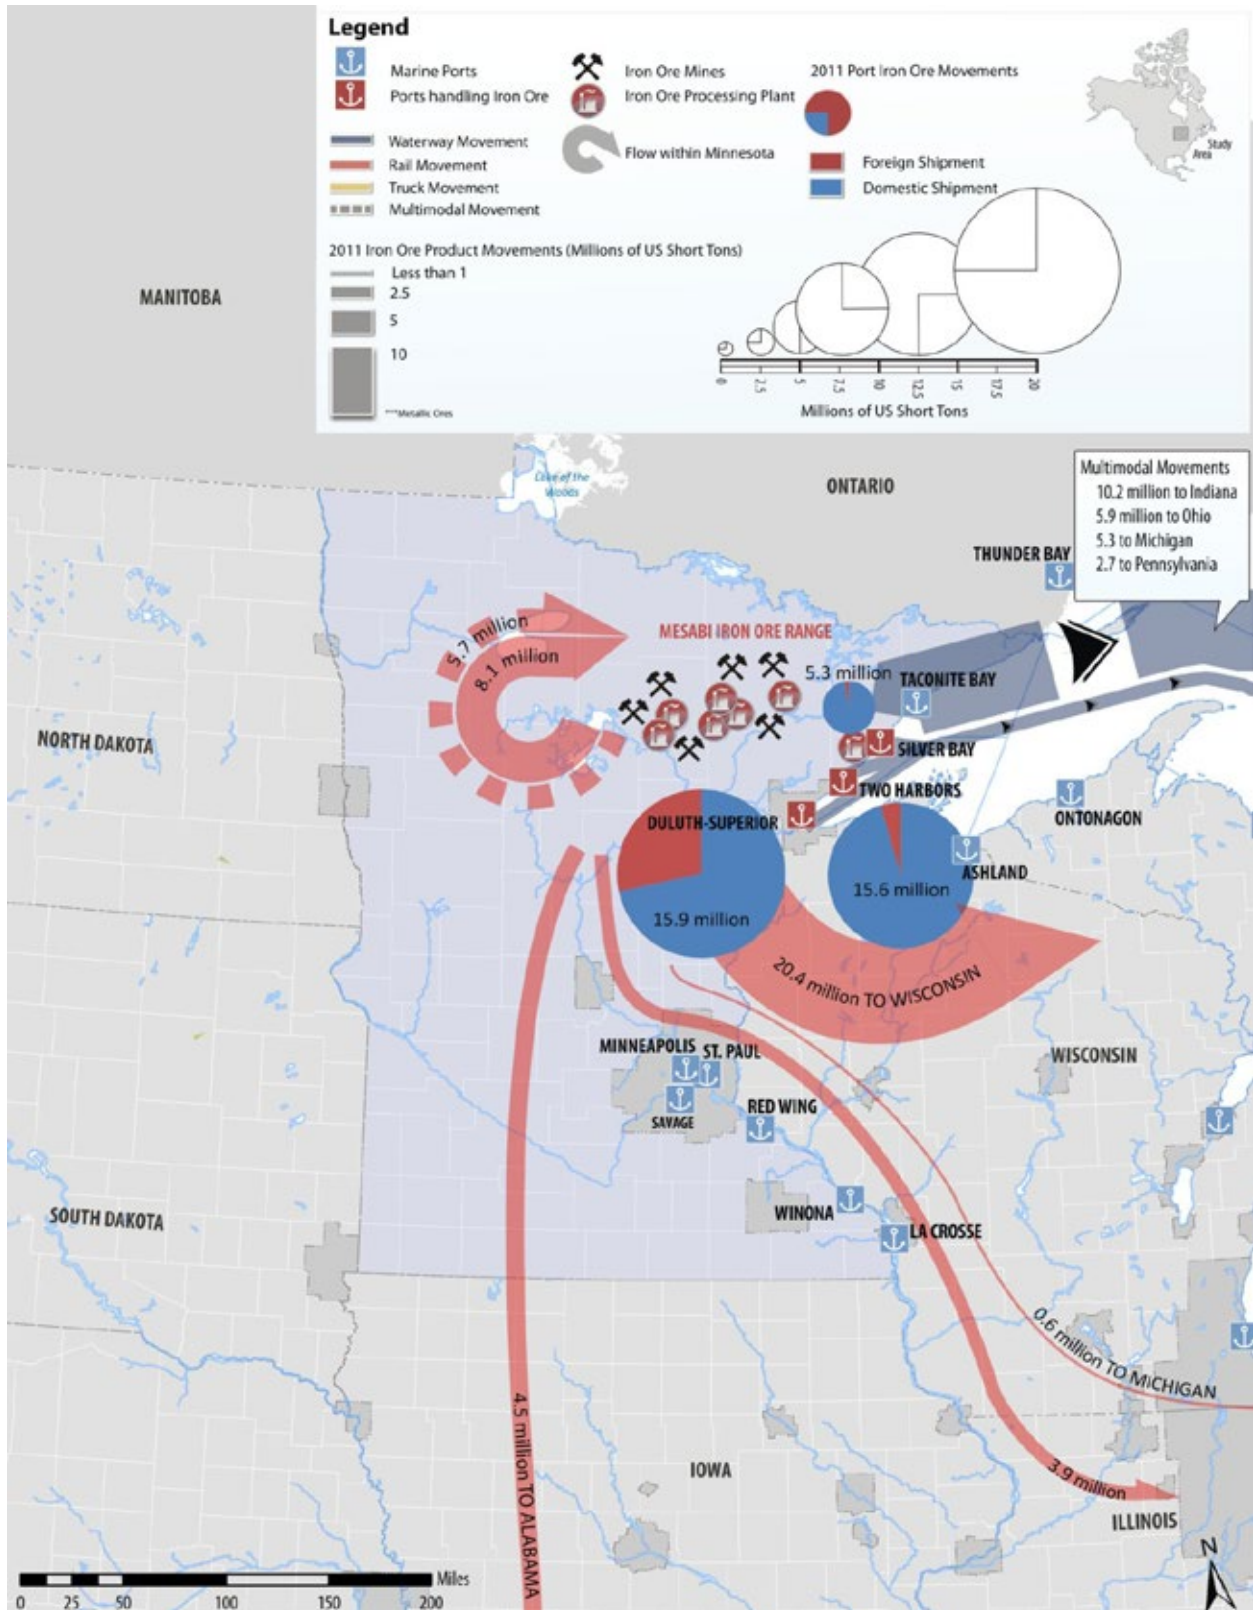 Legend
Marine Ports
Ports handling Iron Ore
Waterway Movement
Rail Movement
Truck Movement
Multimodal Movement
Iron Ore Mines
Iron Ore Processing Plant
Flow within Minnesota
2011 Port Iron Ore Movements
Foreign Shipment
Domestic Shipment
Study
Area
2011 Iron Ore Product Movements (Millions of US Short Tons)
Less than 1
2.5
5
10
***Metallic Ores
0 2.5 5 7.5 10 12.5 15 17.5 20
Millions of US Short Tons
MANITOBA
Lake of the
Woods
ONTARIO
Multimodal Movements
10.2 million to Indiana
5.9 million to Ohio
5.3 to Michigan
2.7 to Pennsylvania
THUNDER BAY
5.7 million
8.1 million
MESABI IRON ORE RANGE
5.3 million
TACONITE BAY
NORTH DAKOTA
SILVER BAY
TWO HARBORS
DULUTH-SUPERIOR
ONTONAGON
ASHLAND
15.9 million
15.6 million
20.4 million TO WISCONSIN
MINNEAPOLIS
ST. PAUL
SAVAGE
RED WING
WISCONSIN
SOUTH DAKOTA
WINONA
LA CROSSE
0.6 million TO MICHIGAN
4.5 million TO ALABAMA
IOWA
3.9 million
ILLINOIS
N
Miles
0 25 50 100 150 200